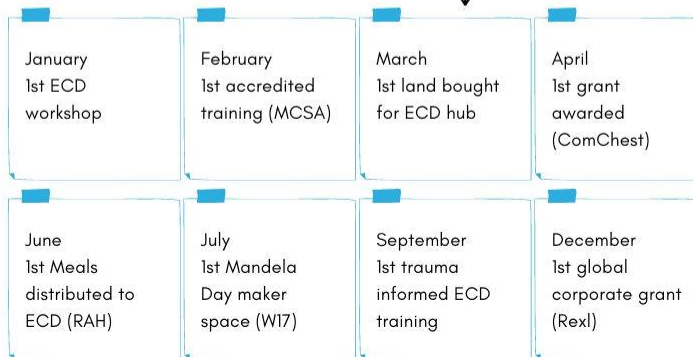 January
1st ECD
workshop
February
1st accredited
training (MCSA)
March
1st land bought
for ECD hub
April
1st grant
awarded
(ComChest)
June
1st Meals
distributed to
ECD (RAH)
July
1st Mandela
Day maker
space (W17)
September
1st trauma
informed ECD
training
December
1st global
corporate grant
(Rexl)